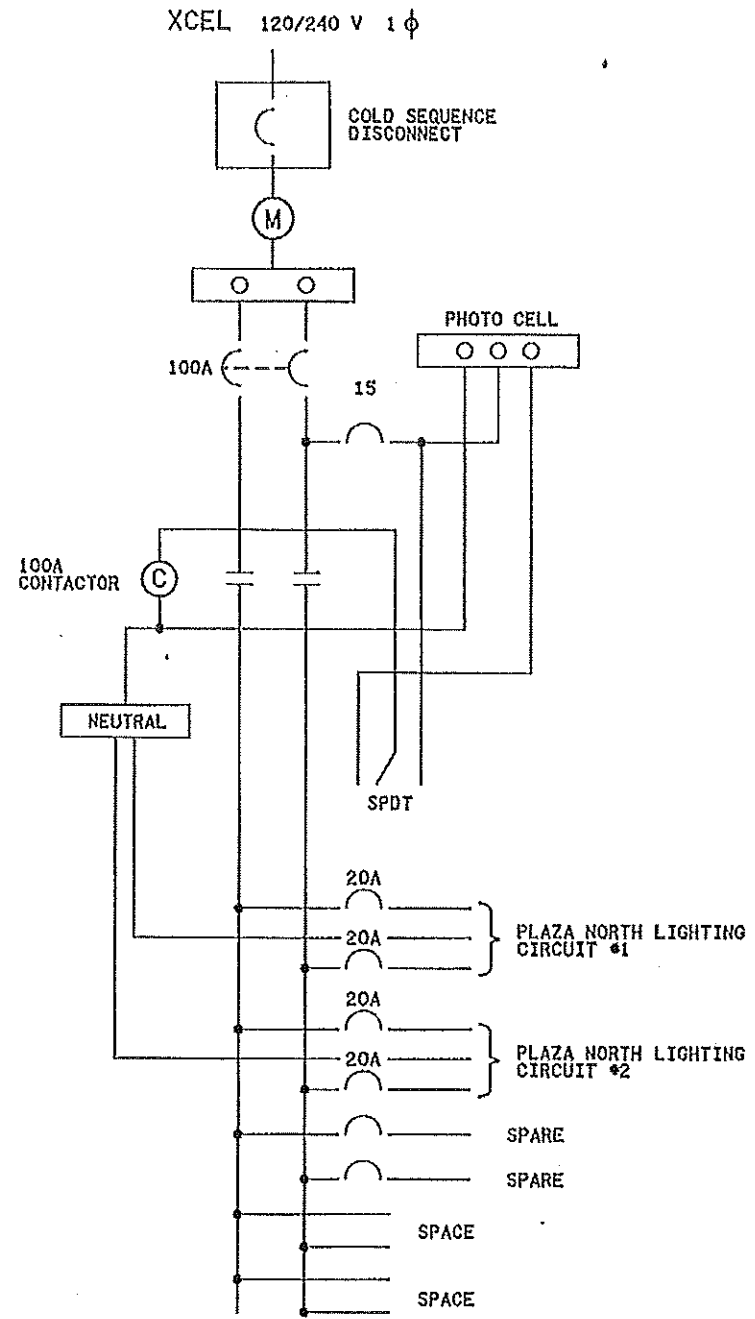 XCEL 120/240 V 1 ϕ
COLD SEQUENCE
DISCONNECT
M
PHOTO CELL
100A
15
100A
CONTACTOR
C
NEUTRAL
SPDT
20A
20A
PLAZA NORTH LIGHTING
CIRCUIT #1
20A
20A
PLAZA NORTH LIGHTING
CIRCUIT #2
SPARE
SPARE
SPACE
SPACE